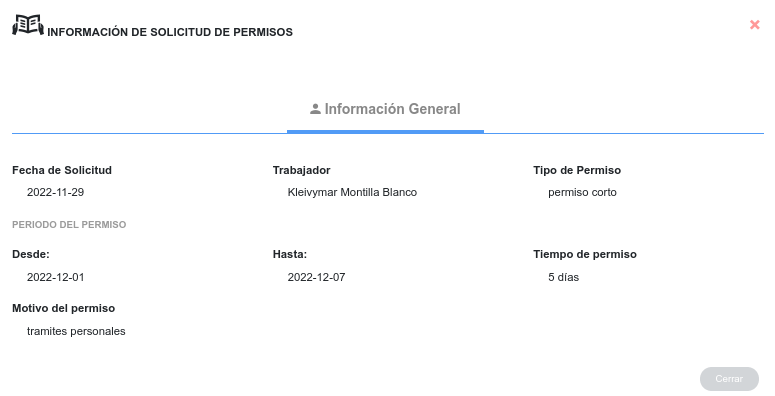 INFORMACIÓN DE SOLICITUD DE PERMISOS
Información General
Fecha de Solicitud Trabajador Tipo de Permiso
2022-11-29 Kleivymar Montilla Blanco permiso corto
PERIODO DEL PERMISO
Desde: Hasta: Tiempo de permiso
2022-12-01 2022-12-07 5 días
Motivo del permiso
tramites personales
Cerrar